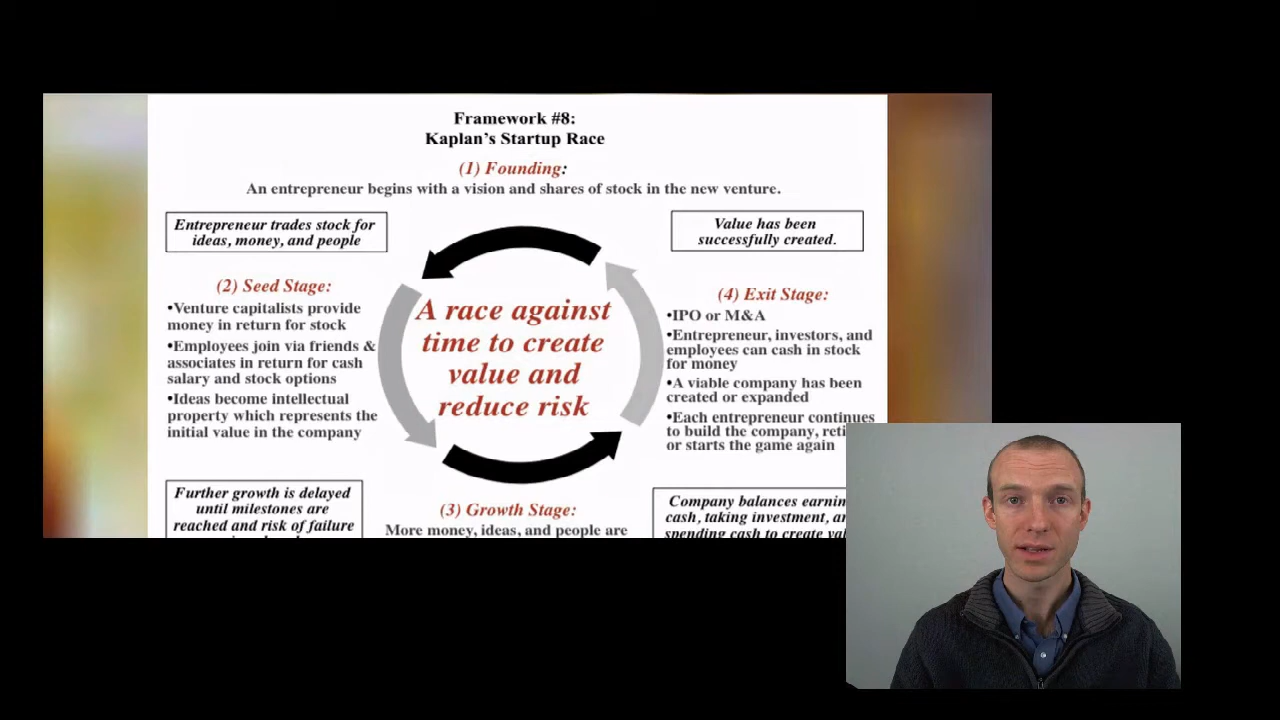 Framework #8:
Kaplan's Startup Race
(1) Founding:
An entrepreneur begins with a vision and shares of stock in the new venture.
Entrepreneur trades stock for
ideas, money, and people
Value has been
successfully created.
(2) Seed Stage:
•Venture capitalists provide
money in return for stock
•Employees join via friends &
associates in return for cash
salary and stock options
•Ideas become intellectual
property which represents the
initial value in the company
A race against
time to create
value and
reduce risk
(4) Exit Stage:
•IPO or M&A
•Entrepreneur, investors, and
employees can cash in stock
for money
•A viable company has been
created or expanded
•Each entrepreneur continues
to build the company,
or starts the game again
Further growth is delayed
until milestones are
reached and risk of failure
(3) Growth Stage:
More money, ideas, and people are
Company balances
cash, taking investment,
spending cash to create